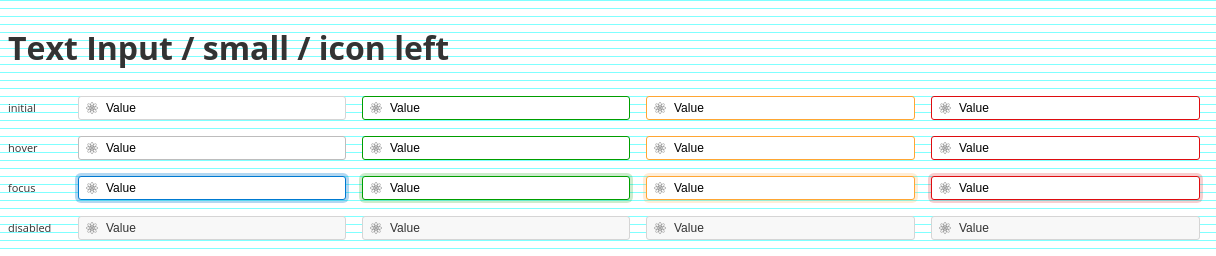 Text Input / small / icon left
initial Value Value Value Value
hover Value Value Value Value
focus Value Value Value Value
disabled Value Value Value Value